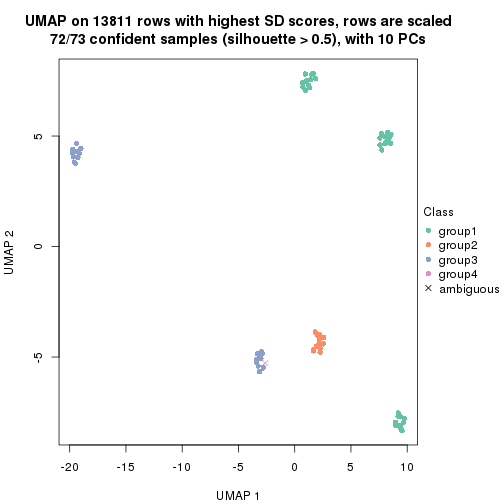 UMAP on 13811 rows with highest SD scores, rows are scaled
72/73 confident samples (silhouette > 0.5), with 10 PCs
5
0
-5
UMAP 2
-20 -15 -10 -5 0 5 10
UMAP 1
Class
group1
group2
group3
group4
ambiguous